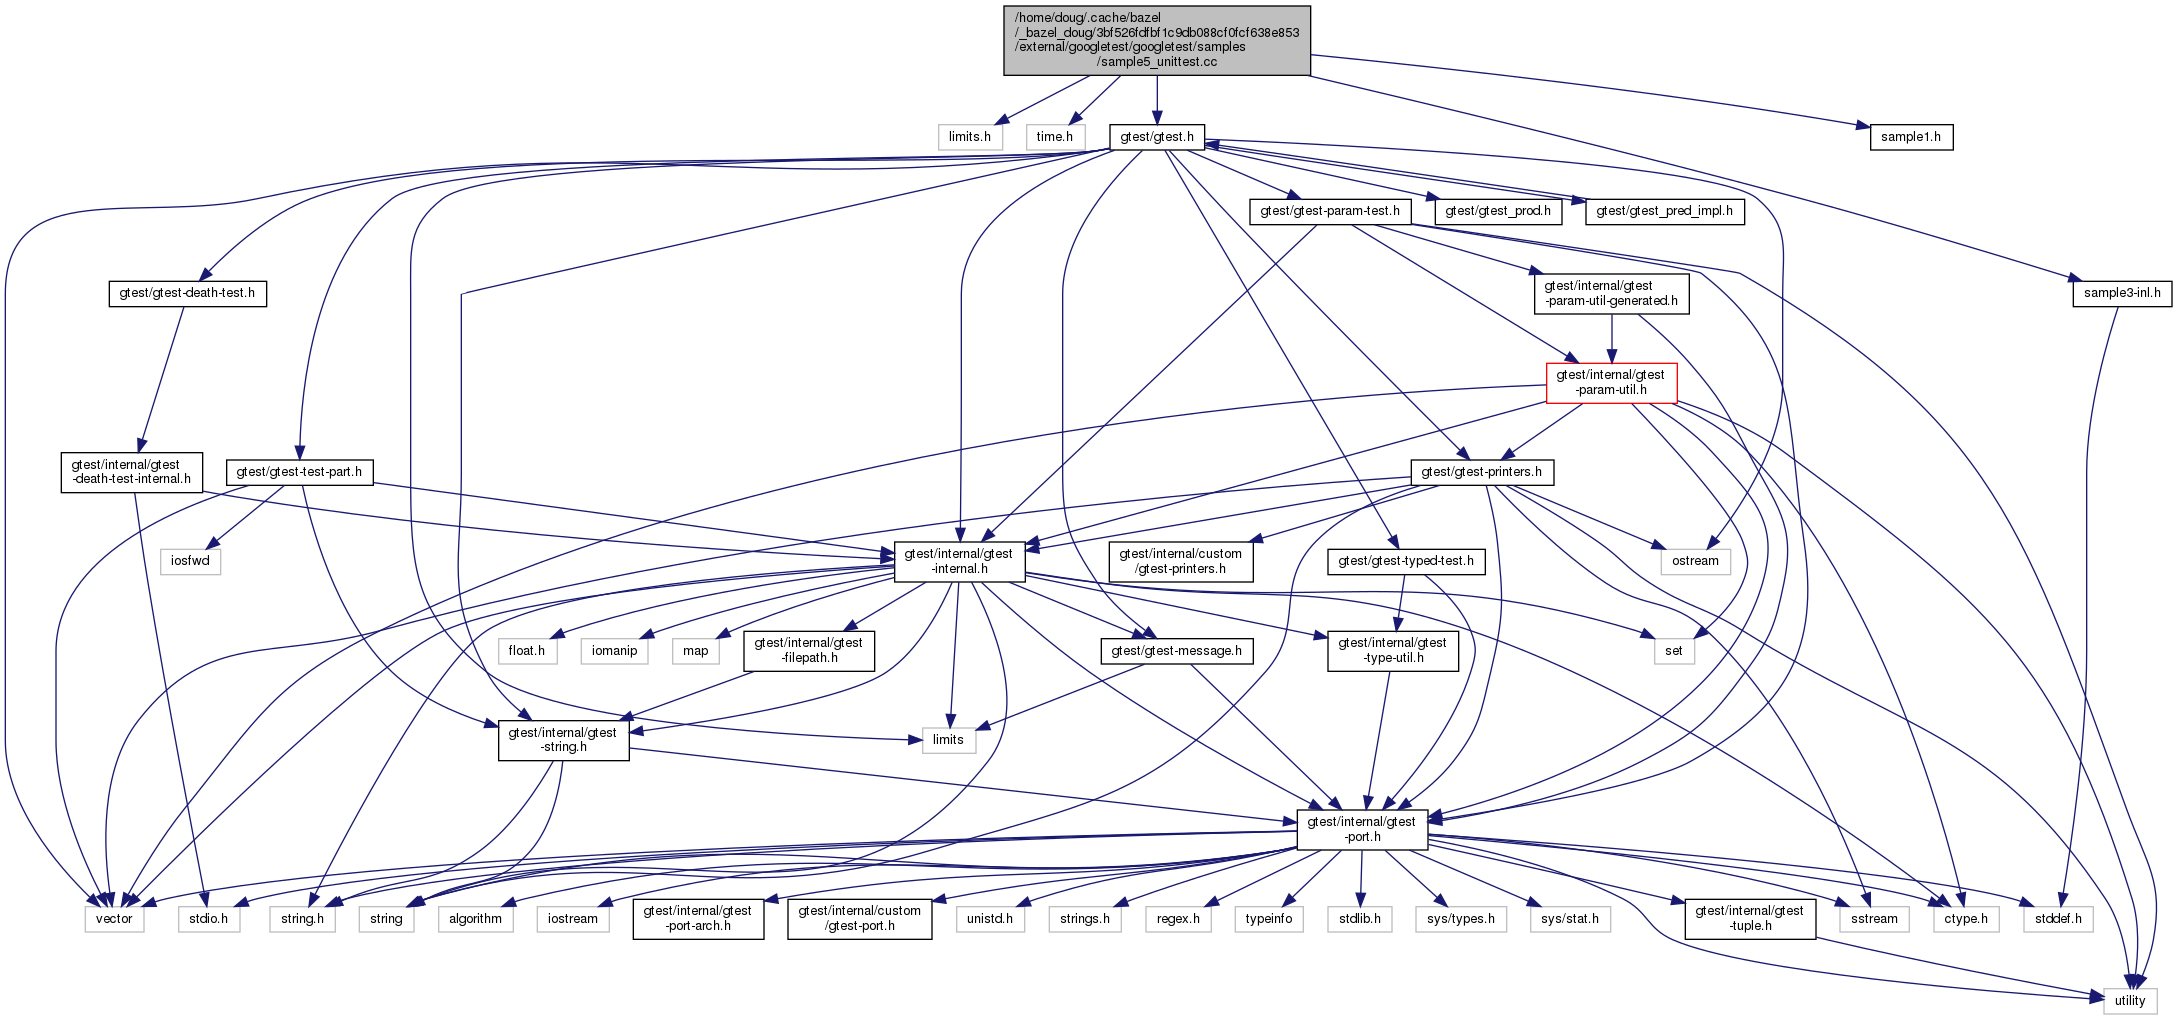 /home/doug/.cache/bazel
/_bazel_doug/3bf526fdfbf1c9db088cf0fcf638e853
/external/googletest/googletest/samples
/sample5_unittest.cc
limits.h
time.h
gtest/gtest.h
sample1.h
gtest/gtest-param-test.h
gtest/gtest_prod.h
gtest/gtest_pred_impl.h
gtest/gtest-death-test.h
gtest/internal/gtest
-param-util-generated.h
sample3-inl.h
gtest/internal/gtest
-param-util.h
gtest/internal/gtest
-death-test-internal.h
gtest/gtest-test-part.h
gtest/gtest-printers.h
iosfwd
gtest/internal/gtest
-internal.h
gtest/internal/custom
/gtest-printers.h
gtest/gtest-typed-test.h
ostream
float.h
iomanip
map
gtest/internal/gtest
-filepath.h
gtest/gtest-message.h
gtest/internal/gtest
-type-util.h
set
gtest/internal/gtest
-string.h
limits
gtest/internal/gtest
-port.h
vector
stdio.h
string.h
string
algorithm
iostream
gtest/internal/gtest
-port-arch.h
gtest/internal/custom
/gtest-port.h
unistd.h
strings.h
regex.h
typeinfo
stdlib.h
sys/types.h
sys/stat.h
gtest/internal/gtest
-tuple.h
sstream
ctype.h
stddef.h
utility